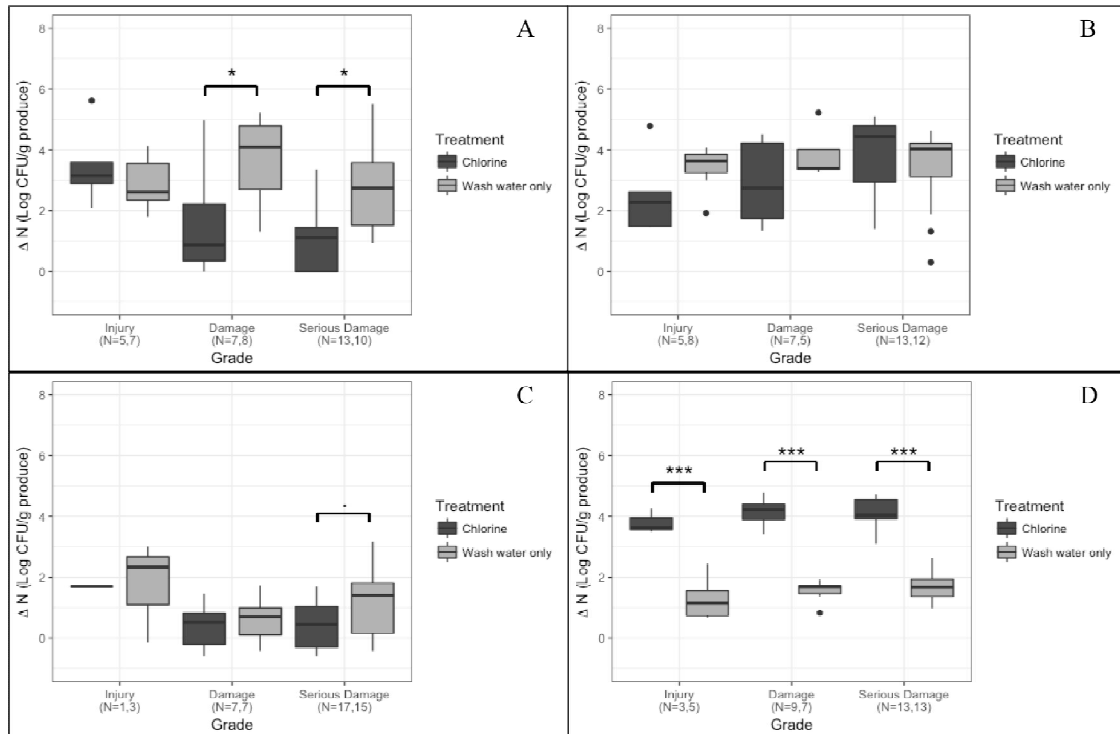 A
8
6
4
2
0
Δ N (Log CFU/g produce)
*
*
Injury
(N=5,7)
Damage
(N=7,8)
Serious Damage
(N=13,10)
Grade
Treatment
Chlorine
Wash water only
B
8
6
4
2
0
Δ N (Log CFU/g produce)
Injury
(N=5,8)
Damage
(N=7,5)
Serious Damage
(N=13,12)
Grade
Treatment
Chlorine
Wash water only
C
8
6
4
2
0
Δ N (Log CFU/g produce)
.
Injury
(N=1,3)
Damage
(N=7,7)
Serious Damage
(N=17,15)
Grade
Treatment
Chlorine
Wash water only
D
8
6
4
2
0
Δ N (Log CFU/g produce)
***
***
***
Injury
(N=3,5)
Damage
(N=9,7)
Serious Damage
(N=13,13)
Grade
Treatment
Chlorine
Wash water only